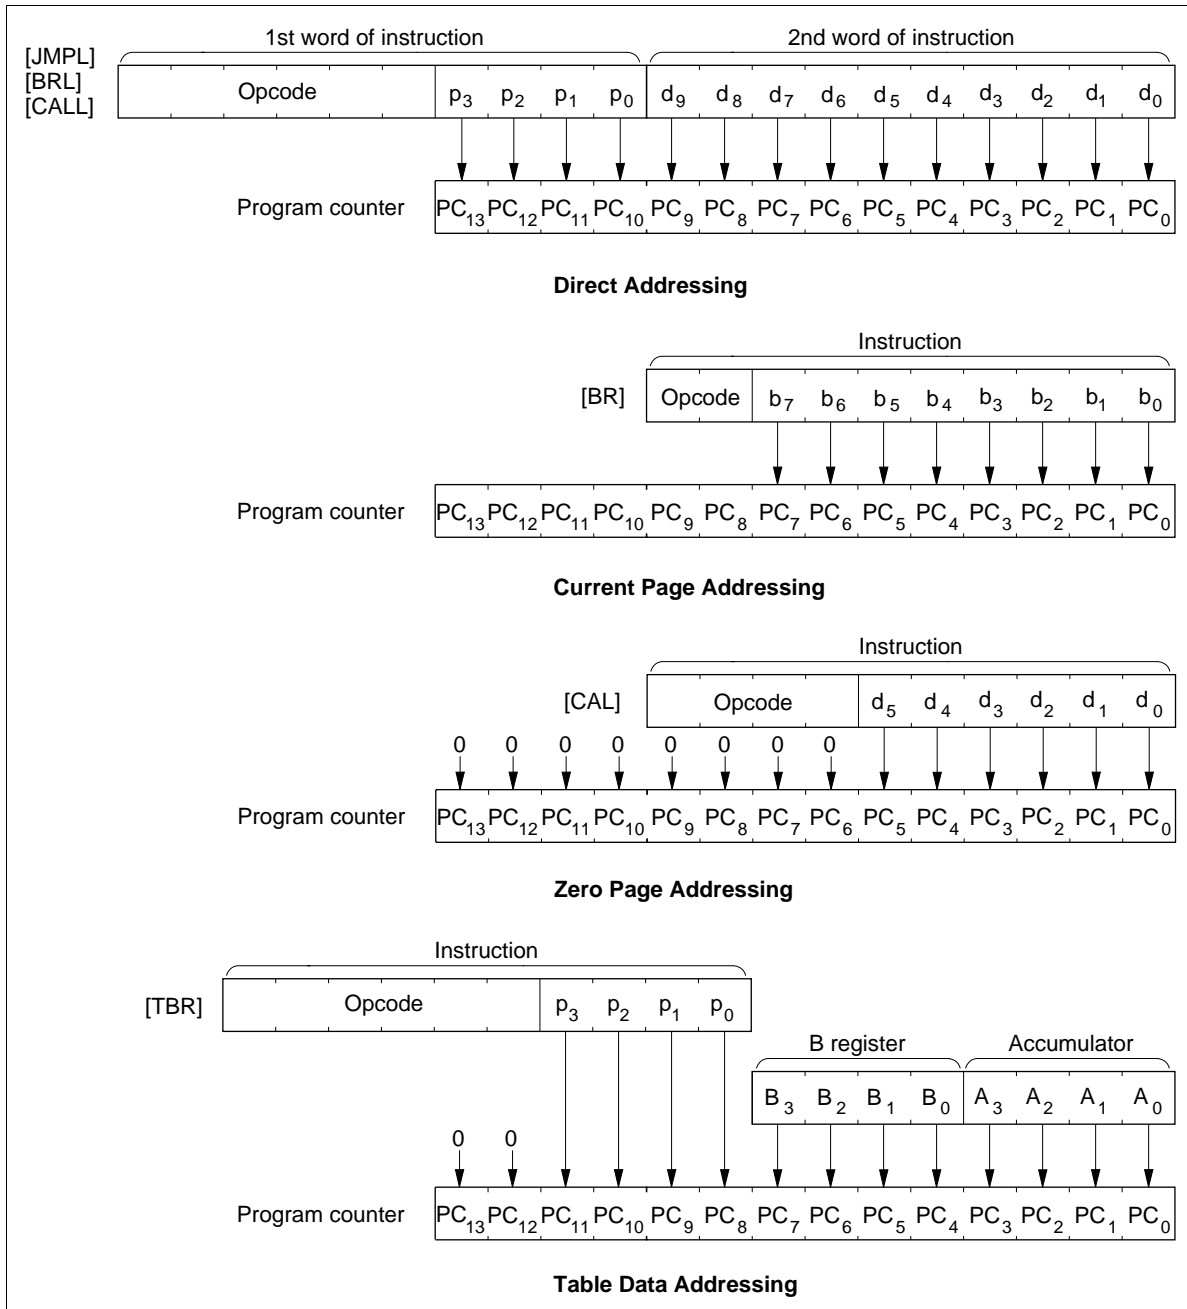 1st word of instruction 2nd word of instruction
[JMPL]
[BRL]
[CALL]
Opcode p3 p2 p1 p0 d9 d8 d7 d6 d5 d4 d3 d2 d1 d0
Program counter PC13 PC12 PC11 PC10 PC9 PC8 PC7 PC6 PC5 PC4 PC3 PC2 PC1 PC0
Direct Addressing
Instruction
[BR] Opcode b7 b6 b5 b4 b3 b2 b1 b0
Program counter PC13 PC12 PC11 PC10 PC9 PC8 PC7 PC6 PC5 PC4 PC3 PC2 PC1 PC0
Current Page Addressing
Instruction
[CAL] Opcode d5 d4 d3 d2 d1 d0
0 0 0 0 0 0 0 0
Program counter PC13 PC12 PC11 PC10 PC9 PC8 PC7 PC6 PC5 PC4 PC3 PC2 PC1 PC0
Zero Page Addressing
Instruction
[TBR] Opcode p3 p2 p1 p0
B register Accumulator
B3 B2 B1 B0 A3 A2 A1 A0
0 0
Program counter PC13 PC12 PC11 PC10 PC9 PC8 PC7 PC6 PC5 PC4 PC3 PC2 PC1 PC0
Table Data Addressing